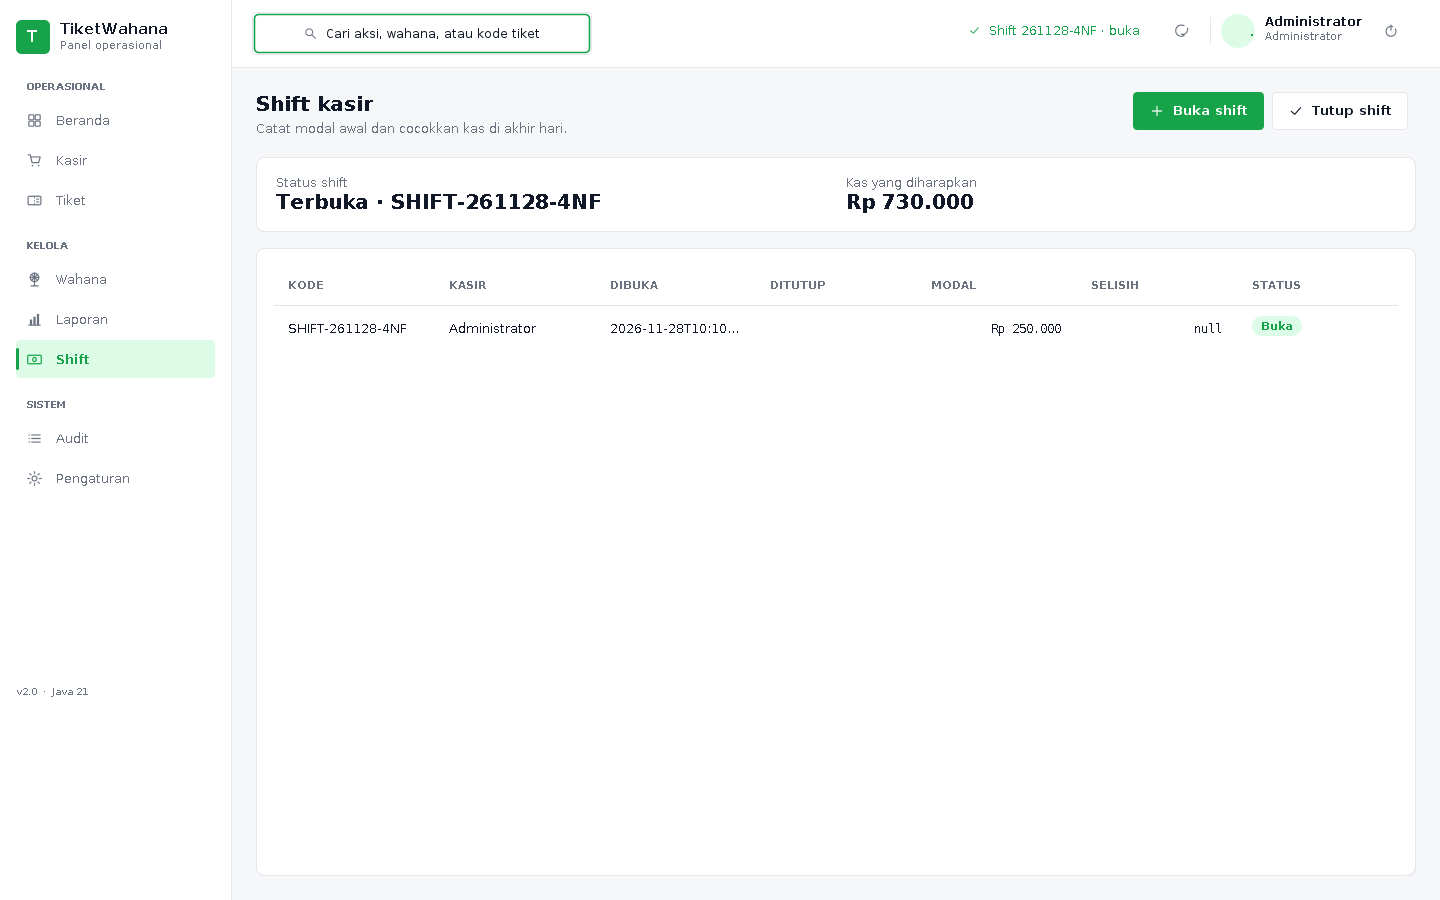 T
TiketWahana
Panel operasional
OPERASIONAL
Beranda
Kasir
Tiket
KELOLA
Wahana
Laporan
Shift
SISTEM
Audit
Pengaturan
v2.0 · Java 21
Cari aksi, wahana, atau kode tiket
Shift 261128-4NF · buka
Administrator
Administrator
Shift kasir
Catat modal awal dan cocokkan kas di akhir hari.
Buka shift
Tutup shift
Status shift
Terbuka · SHIFT-261128-4NF
Kas yang diharapkan
Rp 730.000
KODE KASIR DIBUKA DITUTUP MODAL SELISIH STATUS
SHIFT-261128-4NF Administrator 2026-11-28T10:10... Rp 250.000 null Buka